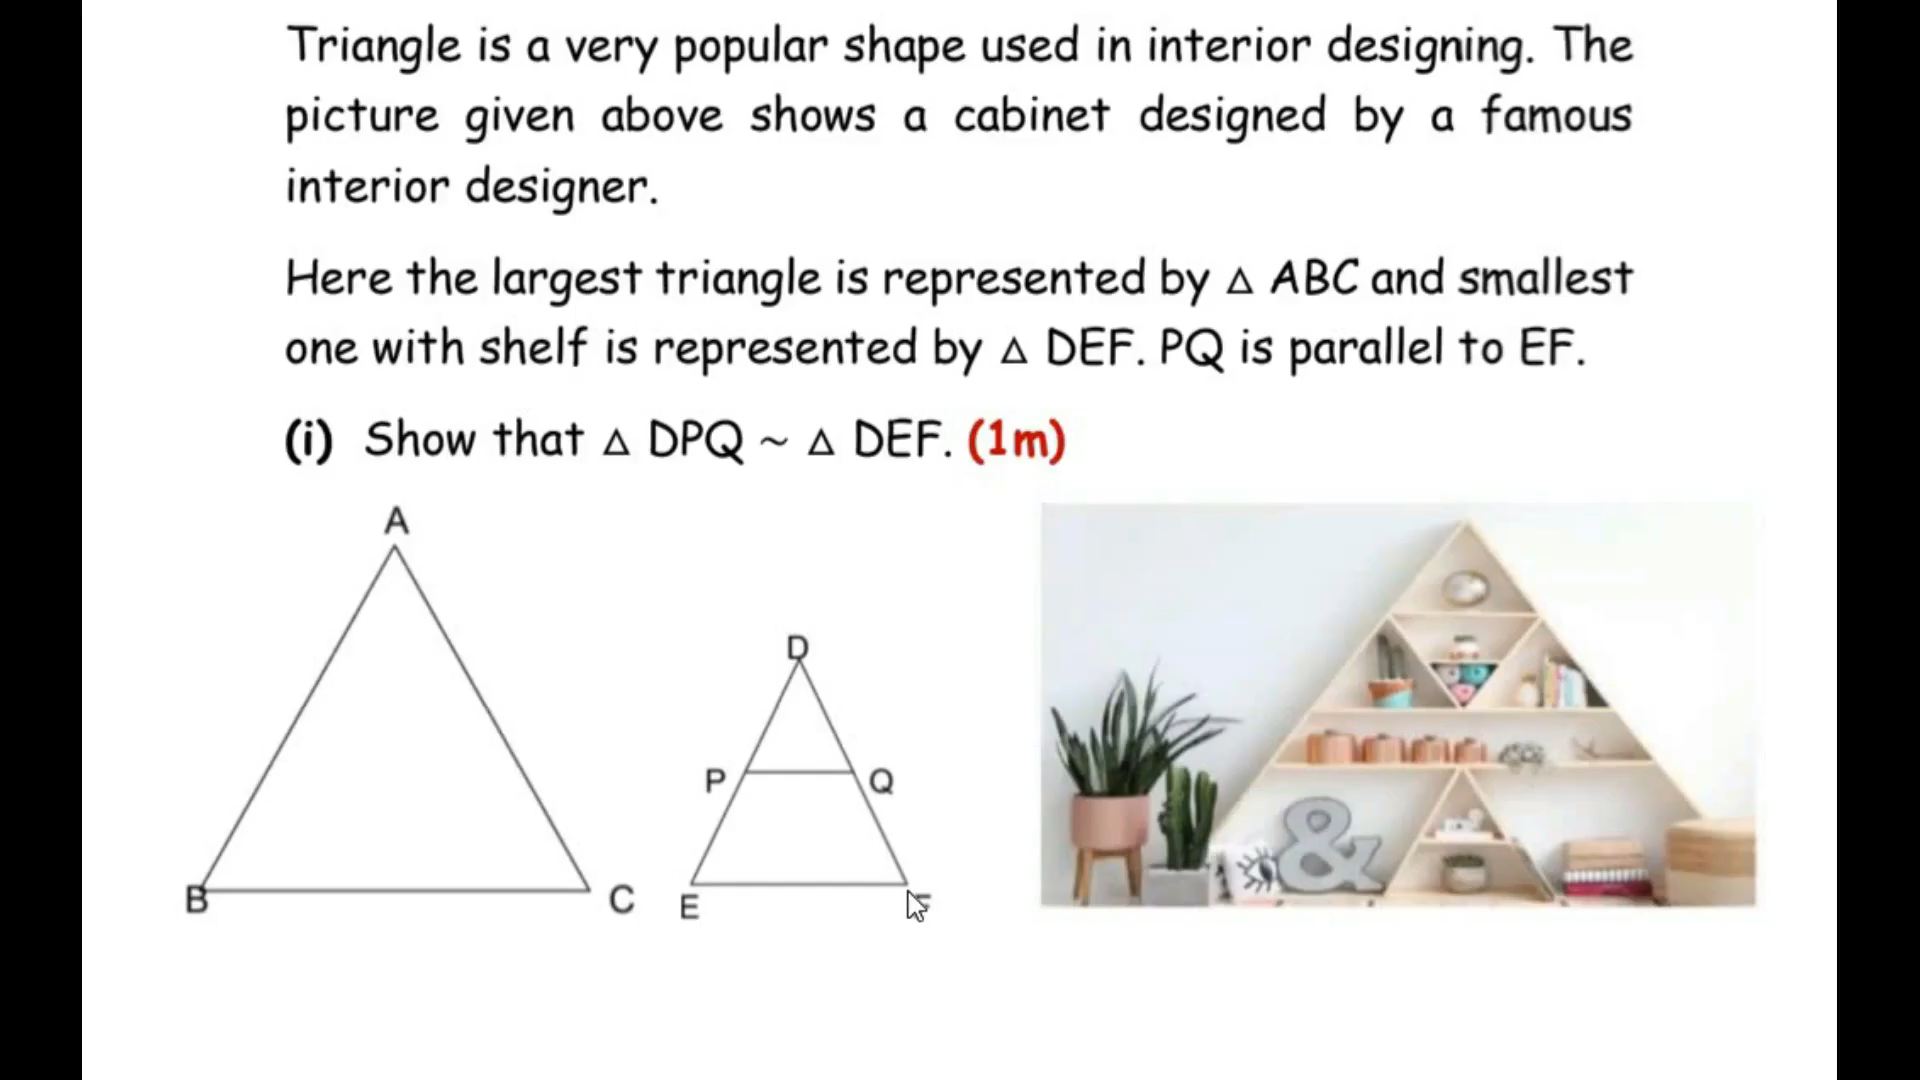 Triangle is a very popular shape used in interior designing. The
picture given above shows a cabinet designed by a famous
interior designer.
Here the largest triangle is represented by △ ABC and smallest
one with shelf is represented by △ DEF. PQ is parallel to EF.
(i) Show that △ DPQ ~ △ DEF. (1m)
A
D
P
Q
B
C
E
F
&